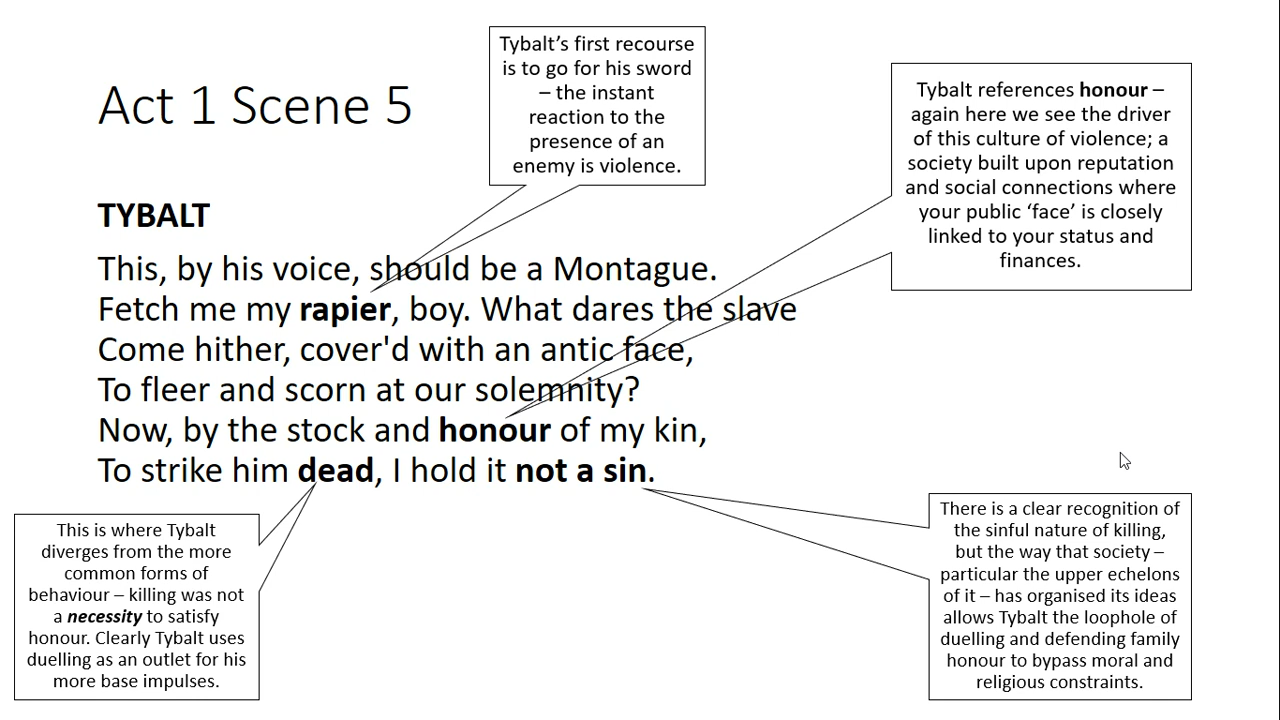 Act 1 Scene 5
Tybalt’s first recourse
is to go for his sword
– the instant
reaction to the
presence of an
enemy is violence.
Tybalt references honour –
again here we see the driver
of this culture of violence; a
society built upon reputation
and social connections where
your public ‘face’ is closely
linked to your status and
finances.
TYBALT
This, by his voice, should be a Montague.
Fetch me my rapier, boy. What dares the slave
Come hither, cover'd with an antic face,
To fleer and scorn at our solemnity?
Now, by the stock and honour of my kin,
To strike him dead, I hold it not a sin.
This is where Tybalt
diverges from the more
common forms of
behaviour – killing was not
a necessity to satisfy
honour. Clearly Tybalt uses
duelling as an outlet for his
more base impulses.
There is a clear recognition of
the sinful nature of killing,
but the way that society –
particular the upper echelons
of it – has organised its ideas
allows Tybalt the loophole of
duelling and defending family
honour to bypass moral and
religious constraints.